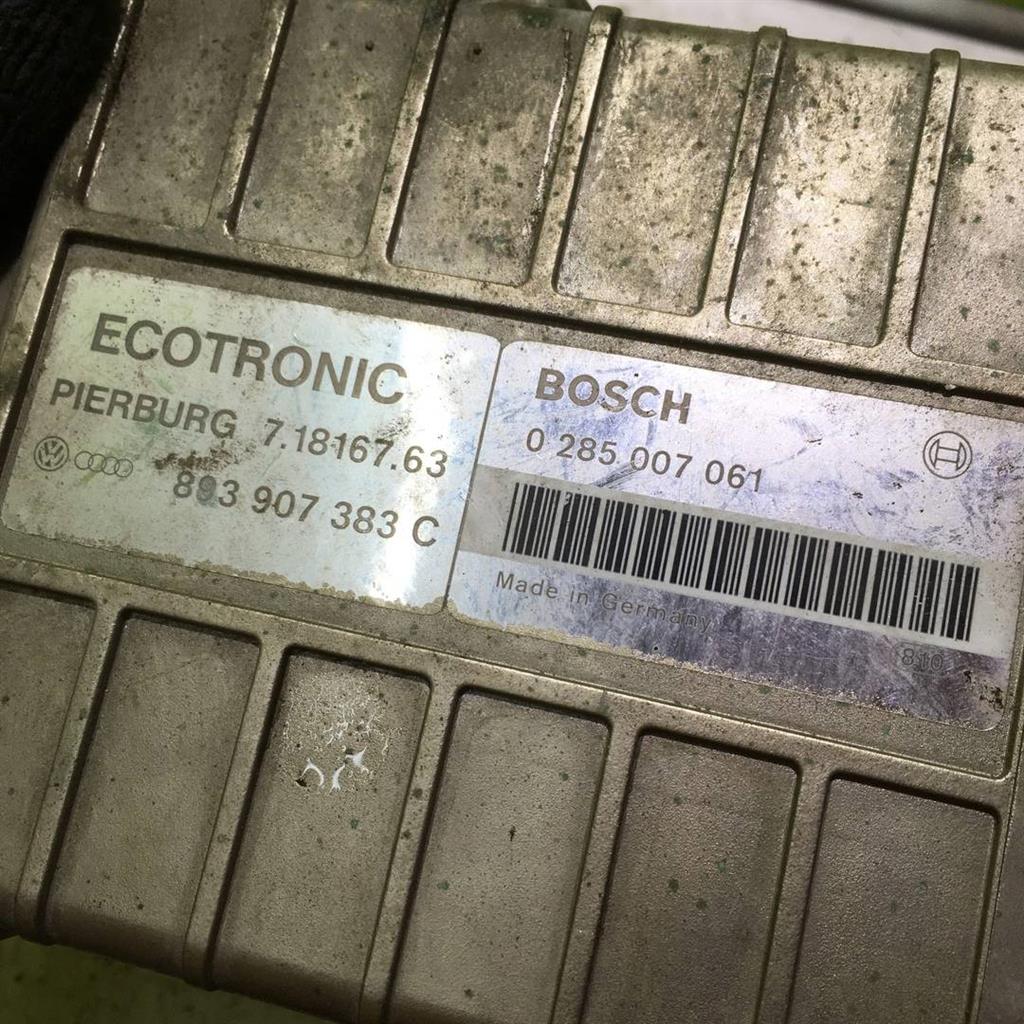 ECOTRONIC
PIERBURG 7.18167.63
893 907 383 C
BOSCH
0 285 007 061
Made in Germany
810